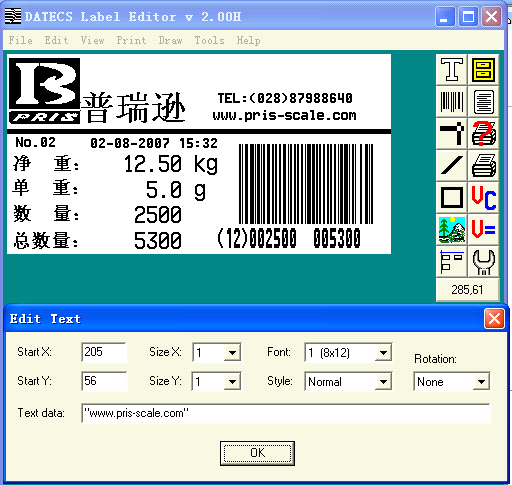 DATECS Label Editor v 2.00H
File Edit View Print Draw Tools Help
B
PRIS
普瑞逊
TEL:(028)87988640
www.pris-scale.com
No.02 02-08-2007 15:32
净 重: 12.50 kg
单 重: 5.0 g
数 量: 2500
总数量: 5300
(12)002500 005300
T
?
VC
V=
285,61
Edit Text
Start X: 205 Size X: 1 Font: 1 (8x12) Rotation:
Start Y: 56 Size Y: 1 Style: Normal None
Text data: "www.pris-scale.com"
OK